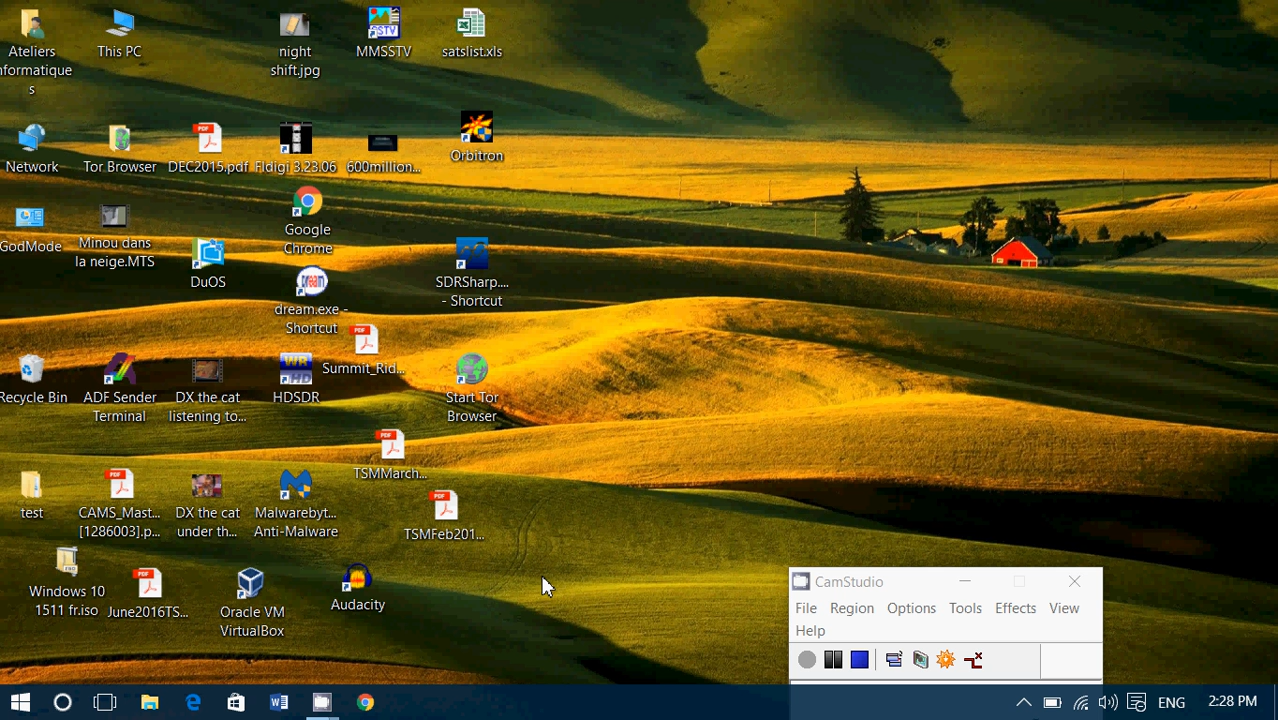 Ateliers
nformatique
s
This PC
night
shift.jpg
MMSSTV
satslist.xls
Network
Tor Browser
DEC2015.pdf
Fldigi 3.23.06
600million...
Orbitron
GodMode
Minou dans
la neige.MTS
DuOS
Google
Chrome
SDRSharp....
- Shortcut
dream.exe -
Shortcut
Summit_Rid...
Recycle Bin
ADF Sender
Terminal
DX the cat
listening to...
HDSDR
Start Tor
Browser
TSMMarch...
test
CAMS_Mast...
[1286003].p...
DX the cat
under th...
Malwarebyt...
Anti-Malware
TSMFeb201...
Windows 10
1511 fr.iso
June2016TS...
Oracle VM
VirtualBox
Audacity
CamStudio
File Region Options Tools Effects View
Help
ENG
2:28 PM